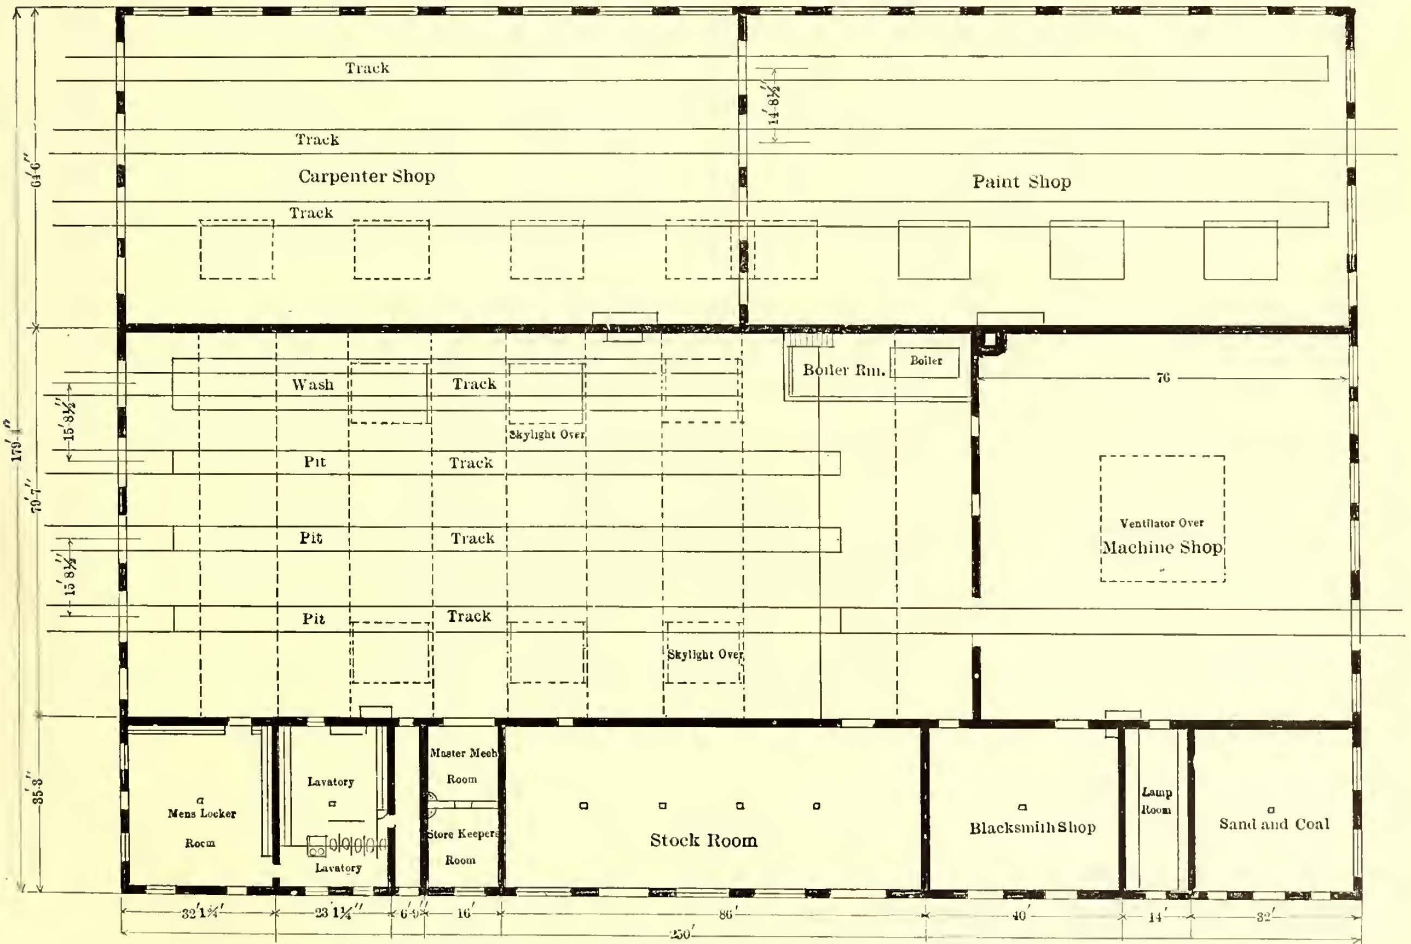 Track
14'-8½"
Track
64'-6"
Carpenter Shop
Paint Shop
Track
Boiler Rm.
Boiler
Wash Track
76
15'8½"
Skylight Over
179'-4"
Pit Track
79'-7"
Ventilator Over
Pit Track
Machine Shop
15'8½"
Pit Track
Skylight Over
Master Mech
Room
Lavatory
35'-3"
Lamp
Room
Mens Locker
Room
Store Keepers
Room
Stock Room
Blacksmith Shop
Sand and Coal
Lavatory
32'1¼"
23'1¼"
6'-9"
16'
86'
40'
14'
32'
250'